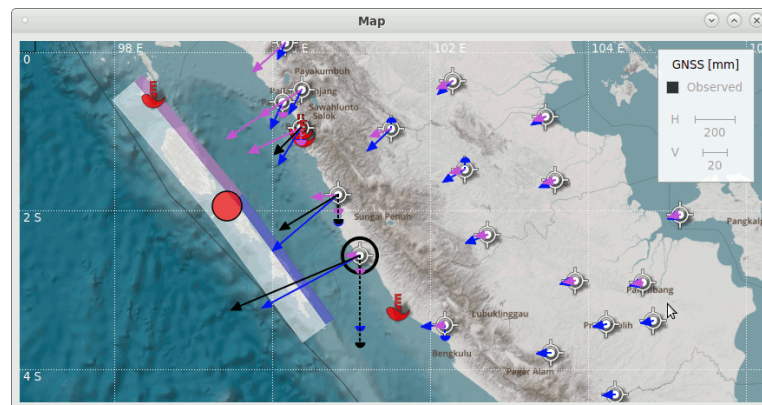 Map
98 E
102 E
104 E
0
GNSS [mm]
Observed
H
200
V
20
Payakumbuh
Sawahlunto
Solok
2 S
Sungai Penuh
Lubuklinggau
Bengkulu
Pagar Alam
4 S